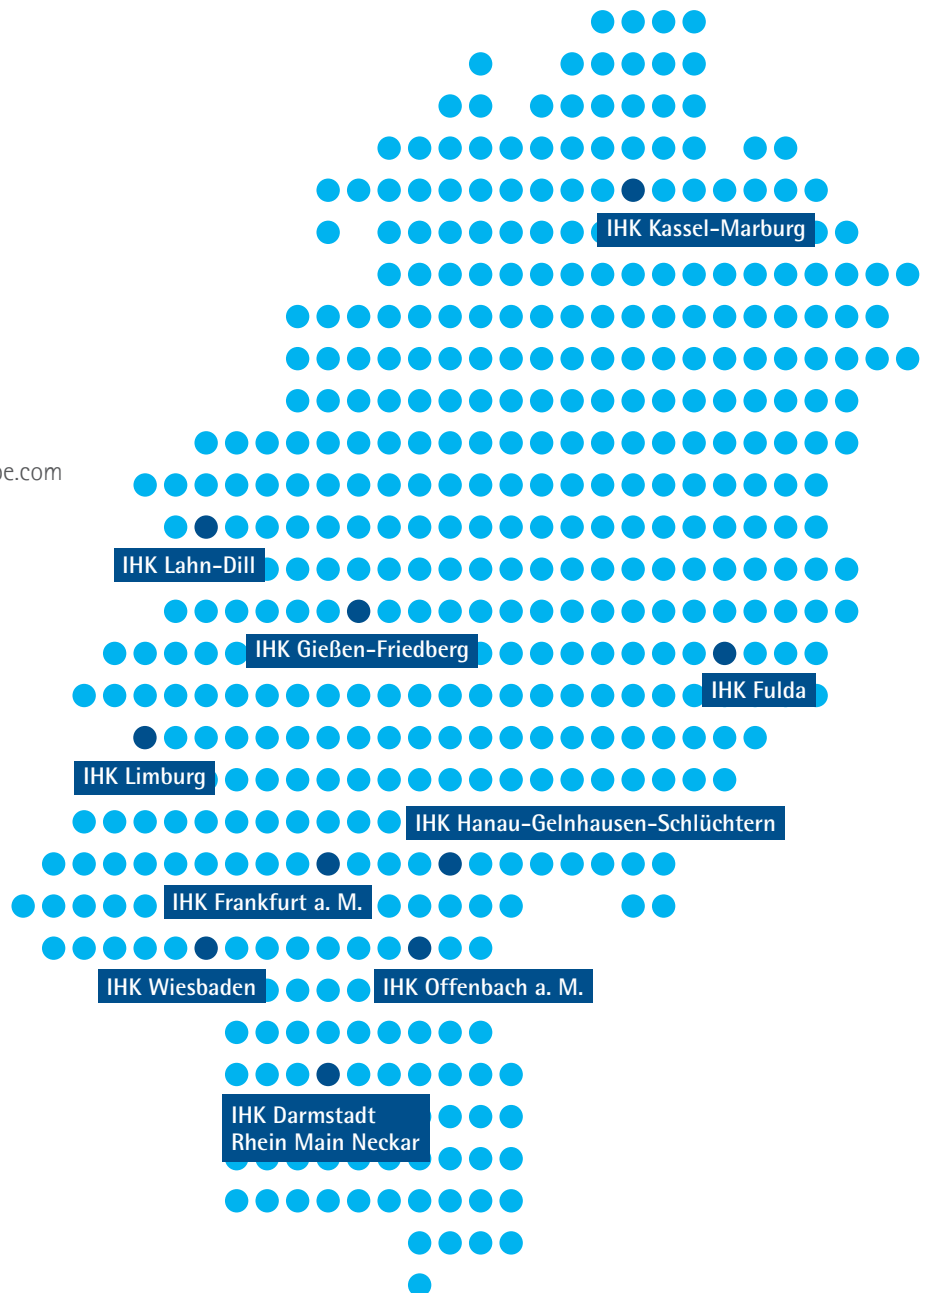 IHK Kassel-Marburg
IHK Lahn-Dill
IHK Gießen-Friedberg
IHK Fulda
IHK Limburg
IHK Hanau-Gelnhausen-Schlüchtern
IHK Frankfurt a. M.
IHK Wiesbaden
IHK Offenbach a. M.
IHK Darmstadt
Rhein Main Neckar